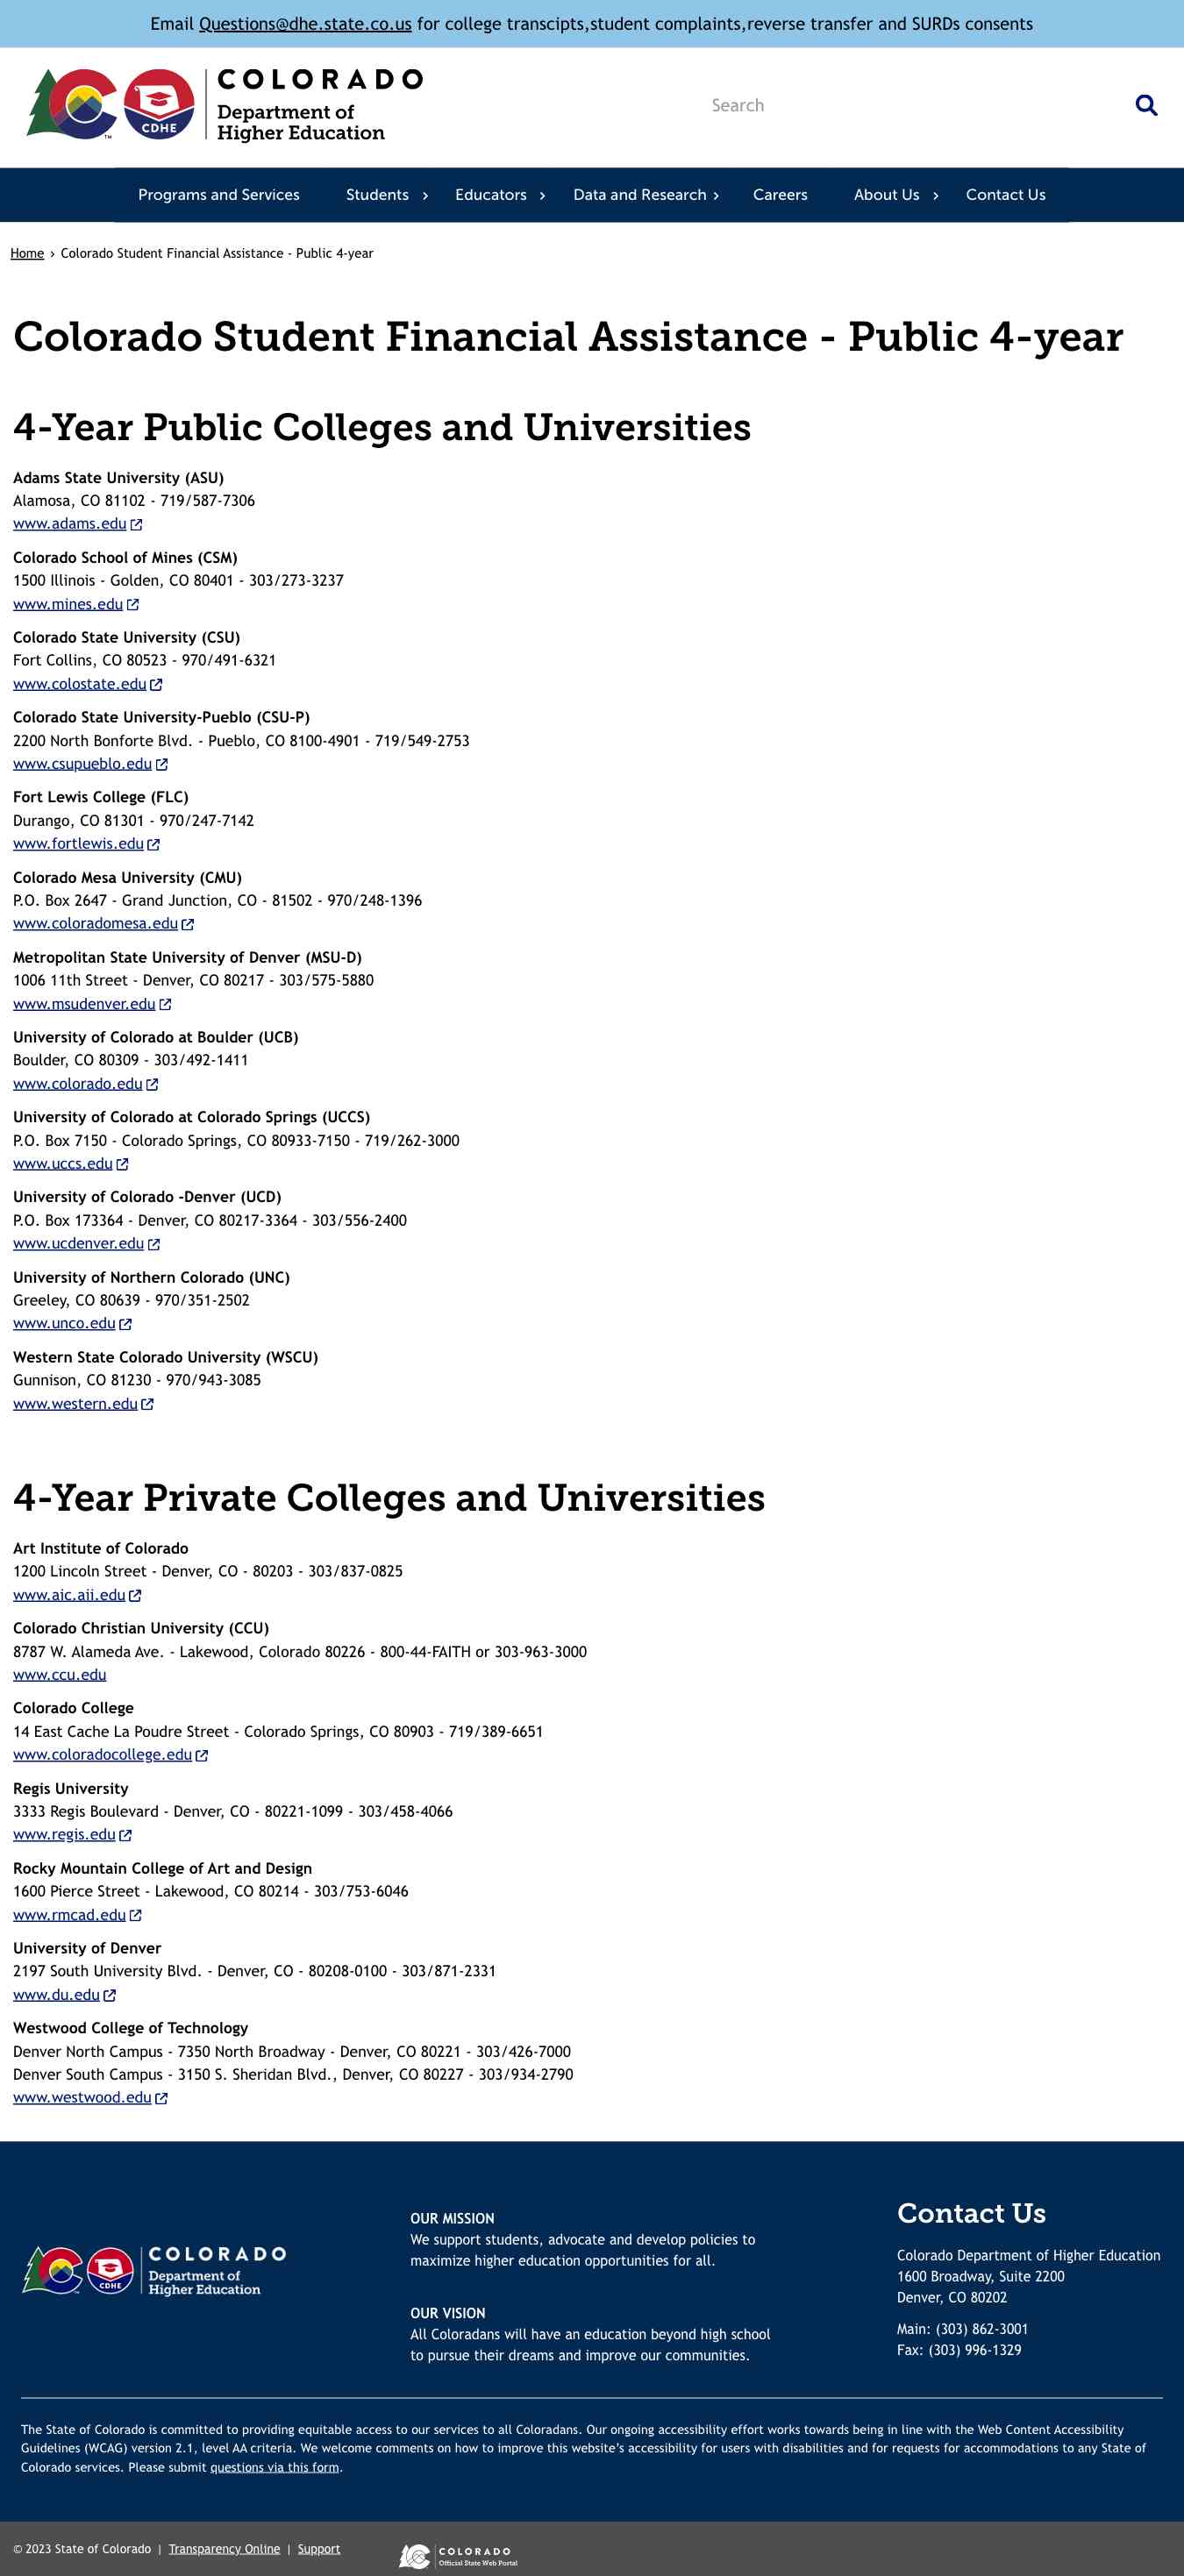 Email Questions@dhe.state.co.us for college transcipts,student complaints,reverse transfer and SURDs consents
CDHE
TM
COLORADO
Department of
Higher Education
Search
Programs and Services Students Educators Data and Research Careers About Us Contact Us
Home › Colorado Student Financial Assistance - Public 4-year
Colorado Student Financial Assistance - Public 4-year
4-Year Public Colleges and Universities
Adams State University (ASU)
Alamosa, CO 81102 - 719/587-7306
www.adams.edu
Colorado School of Mines (CSM)
1500 Illinois - Golden, CO 80401 - 303/273-3237
www.mines.edu
Colorado State University (CSU)
Fort Collins, CO 80523 - 970/491-6321
www.colostate.edu
Colorado State University-Pueblo (CSU-P)
2200 North Bonforte Blvd. - Pueblo, CO 8100-4901 - 719/549-2753
www.csupueblo.edu
Fort Lewis College (FLC)
Durango, CO 81301 - 970/247-7142
www.fortlewis.edu
Colorado Mesa University (CMU)
P.O. Box 2647 - Grand Junction, CO - 81502 - 970/248-1396
www.coloradomesa.edu
Metropolitan State University of Denver (MSU-D)
1006 11th Street - Denver, CO 80217 - 303/575-5880
www.msudenver.edu
University of Colorado at Boulder (UCB)
Boulder, CO 80309 - 303/492-1411
www.colorado.edu
University of Colorado at Colorado Springs (UCCS)
P.O. Box 7150 - Colorado Springs, CO 80933-7150 - 719/262-3000
www.uccs.edu
University of Colorado -Denver (UCD)
P.O. Box 173364 - Denver, CO 80217-3364 - 303/556-2400
www.ucdenver.edu
University of Northern Colorado (UNC)
Greeley, CO 80639 - 970/351-2502
www.unco.edu
Western State Colorado University (WSCU)
Gunnison, CO 81230 - 970/943-3085
www.western.edu
4-Year Private Colleges and Universities
Art Institute of Colorado
1200 Lincoln Street - Denver, CO - 80203 - 303/837-0825
www.aic.aii.edu
Colorado Christian University (CCU)
8787 W. Alameda Ave. - Lakewood, Colorado 80226 - 800-44-FAITH or 303-963-3000
www.ccu.edu
Colorado College
14 East Cache La Poudre Street - Colorado Springs, CO 80903 - 719/389-6651
www.coloradocollege.edu
Regis University
3333 Regis Boulevard - Denver, CO - 80221-1099 - 303/458-4066
www.regis.edu
Rocky Mountain College of Art and Design
1600 Pierce Street - Lakewood, CO 80214 - 303/753-6046
www.rmcad.edu
University of Denver
2197 South University Blvd. - Denver, CO - 80208-0100 - 303/871-2331
www.du.edu
Westwood College of Technology
Denver North Campus - 7350 North Broadway - Denver, CO 80221 - 303/426-7000
Denver South Campus - 3150 S. Sheridan Blvd., Denver, CO 80227 - 303/934-2790
www.westwood.edu
CDHE
COLORADO
Department of
Higher Education
OUR MISSION
We support students, advocate and develop policies to
maximize higher education opportunities for all.
OUR VISION
All Coloradans will have an education beyond high school
to pursue their dreams and improve our communities.
Contact Us
Colorado Department of Higher Education
1600 Broadway, Suite 2200
Denver, CO 80202
Main: (303) 862-3001
Fax: (303) 996-1329
The State of Colorado is committed to providing equitable access to our services to all Coloradans. Our ongoing accessibility effort works towards being in line with the Web Content Accessibility
Guidelines (WCAG) version 2.1, level AA criteria. We welcome comments on how to improve this website's accessibility for users with disabilities and for requests for accommodations to any State of
Colorado services. Please submit questions via this form.
© 2023 State of Colorado | Transparency Online | Support
COLORADO
Official State Web Portal